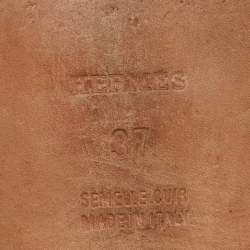 HERMES
37
SEMELLE CUIR
MADE IN ITALY